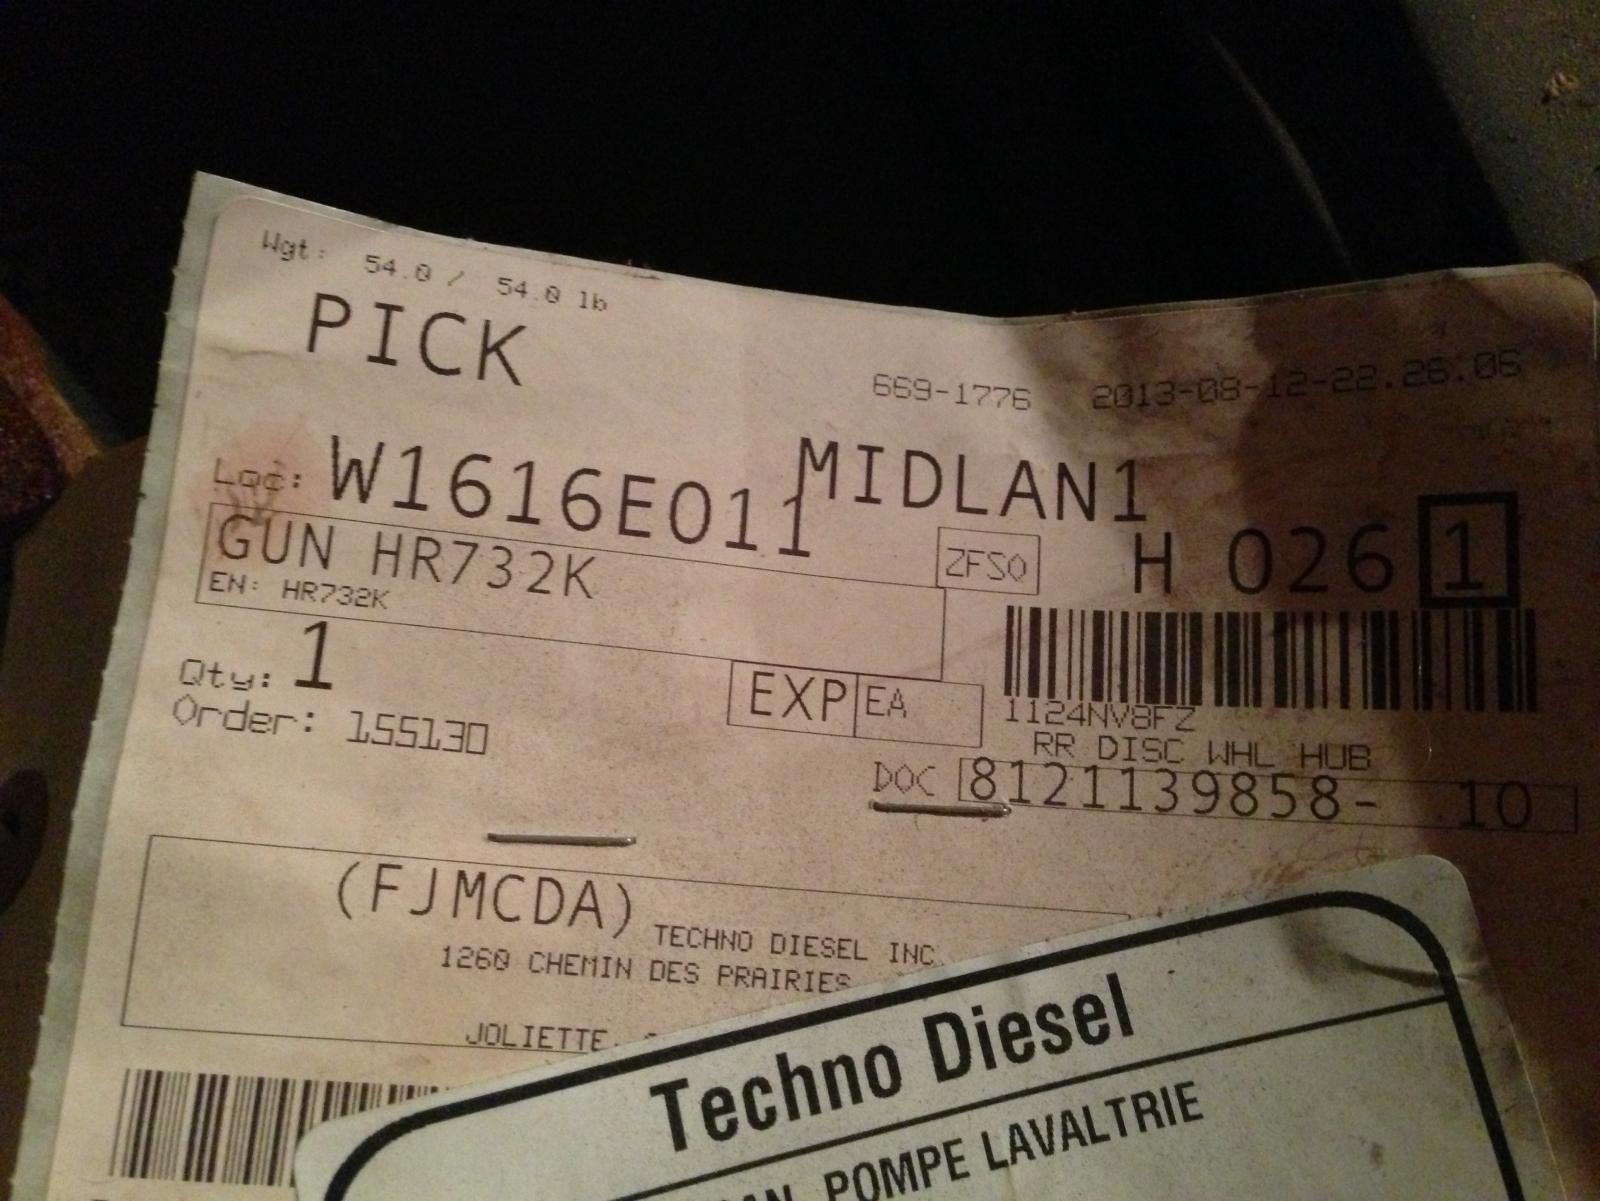 Wgt: 54.0 / 54.0 lb
PICK
669-1776 2013-08-12-22.26.06
Loc: W1616E011 MIDLAN1
GUN HR732K
ZFSO
H 026 1
EN: HR732K
Qty: 1
EXP EA
1124NV8FZ
Order: 155130
RR DISC WHL HUB
DOC 8121139858- 10
(FJMCDA) TECHNO DIESEL INC
1260 CHEMIN DES PRAIRIES
JOLIETTE
Techno Diesel
POMPE LAVALTRIE